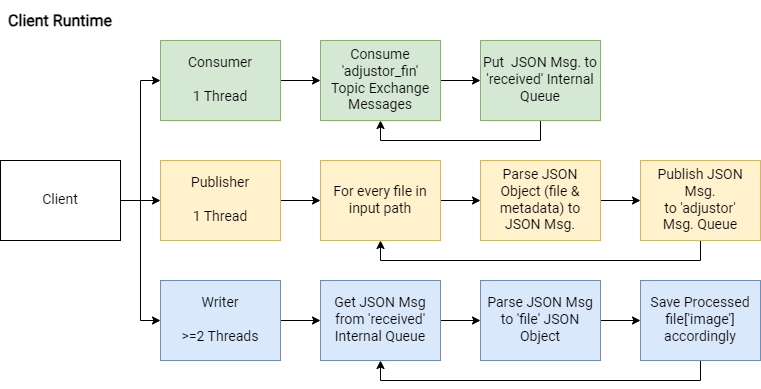 Client Runtime
Consumer
1 Thread
Consume
'adjustor_fin'
Topic Exchange
Messages
Put JSON Msg. to
'received' Internal
Queue
Client
Publisher
1 Thread
For every file in
input path
Parse JSON
Object (file &
metadata) to
JSON Msg.
Publish JSON
Msg.
to 'adjustor'
Msg. Queue
Writer
>=2 Threads
Get JSON Msg
from 'received'
Internal Queue
Parse JSON Msg
to 'file' JSON
Object
Save Processed
file['image']
accordingly